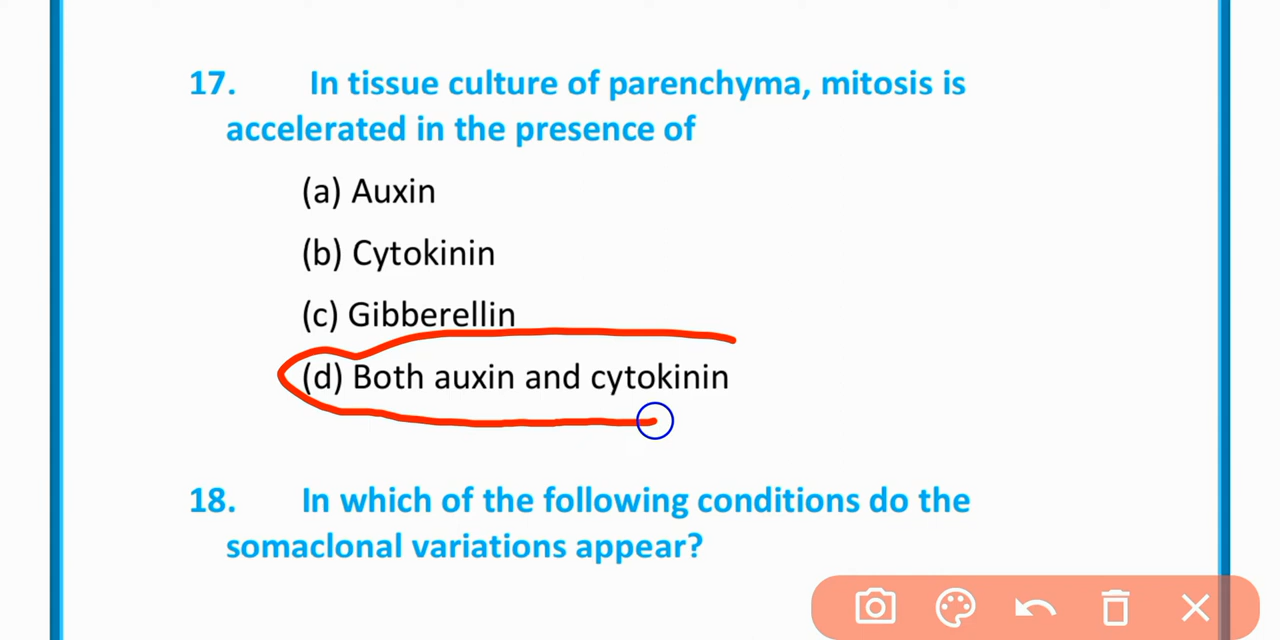 17. In tissue culture of parenchyma, mitosis is
accelerated in the presence of
(a) Auxin
(b) Cytokinin
(c) Gibberellin
(d) Both auxin and cytokinin
18. In which of the following conditions do the
somaclonal variations appear?